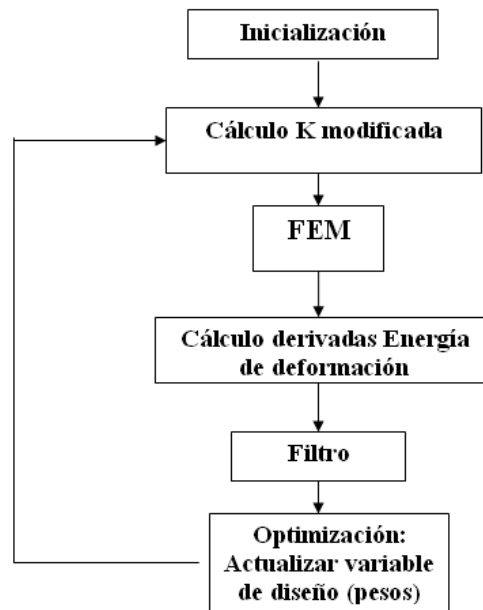 Inicialización
Cálculo K modificada
FEM
Cálculo derivadas Energía
de deformación
Filtro
Optimización:
Actualizar variable
de diseño (pesos)